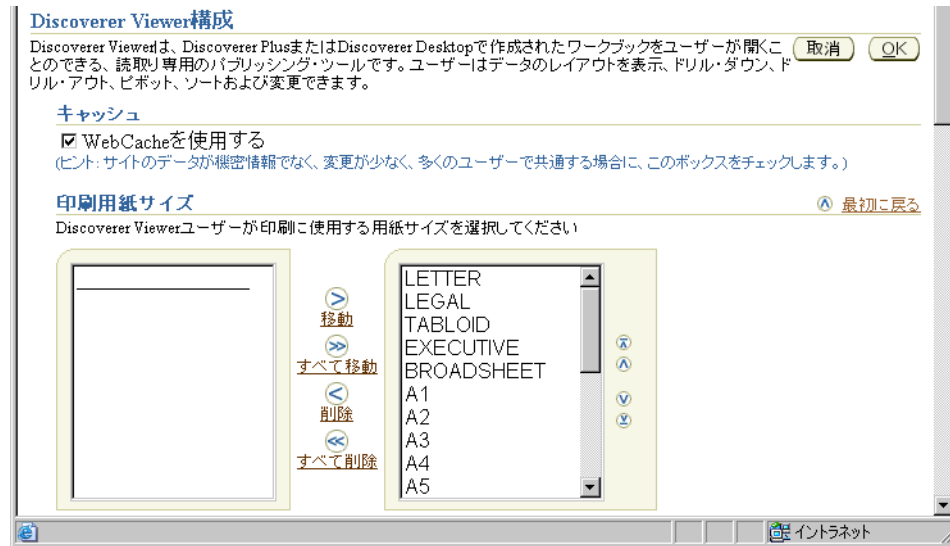 Discoverer Viewer構成
Discoverer Viewerは、Discoverer PlusまたはDiscoverer Desktopで作成されたワークブックをユーザーが開くこ
とのできる、読取り専用のパブリッシング・ツールです。ユーザーはデータのレイアウトを表示、ドリル・ダウン、ド
リル・アウト、ピボット、ソートおよび変更できます。
取消
OK
キャッシュ
WebCacheを使用する
(ヒント: サイトのデータが機密情報でなく、変更が少なく、多くのユーザーで共通する場合に、このボックスをチェックします。)
印刷用紙サイズ
最初に戻る
Discoverer Viewerユーザーが印刷に使用する用紙サイズを選択してください
移動
すべて移動
削除
すべて削除
LETTER
LEGAL
TABLOID
EXECUTIVE
BROADSHEET
A1
A2
A3
A4
A5
イントラネット